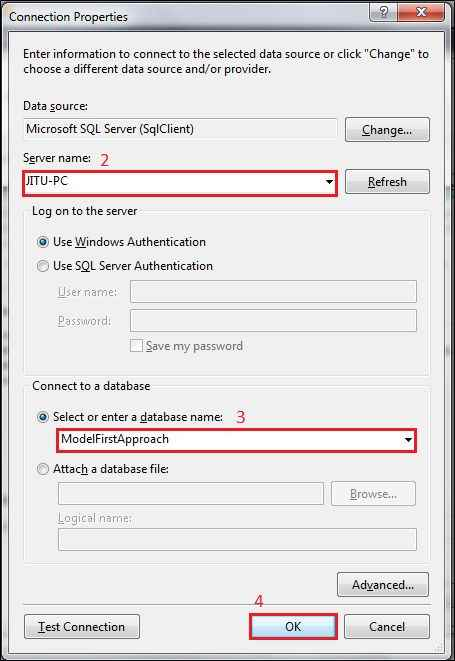 Connection Properties
?
Enter information to connect to the selected data source or click "Change" to
choose a different data source and/or provider.
Data source:
Microsoft SQL Server (SqlClient)
Change...
Server name: 2
JITU-PC
Refresh
Log on to the server
Use Windows Authentication
Use SQL Server Authentication
User name:
Password:
Save my password
Connect to a database
Select or enter a database name: 3
ModelFirstApproach
Attach a database file:
Browse...
Logical name:
Advanced...
4
Test Connection
OK
Cancel